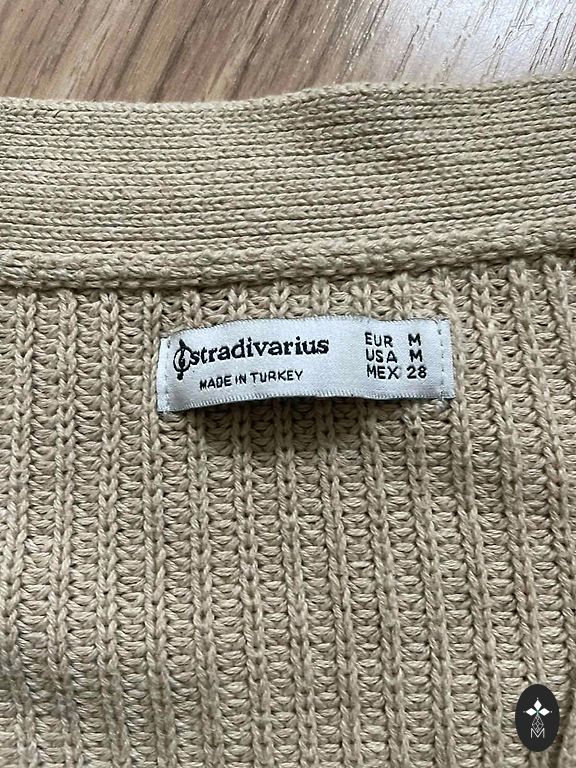 stradivarius
MADE IN TURKEY
EUR M
USA M
MEX 28
M